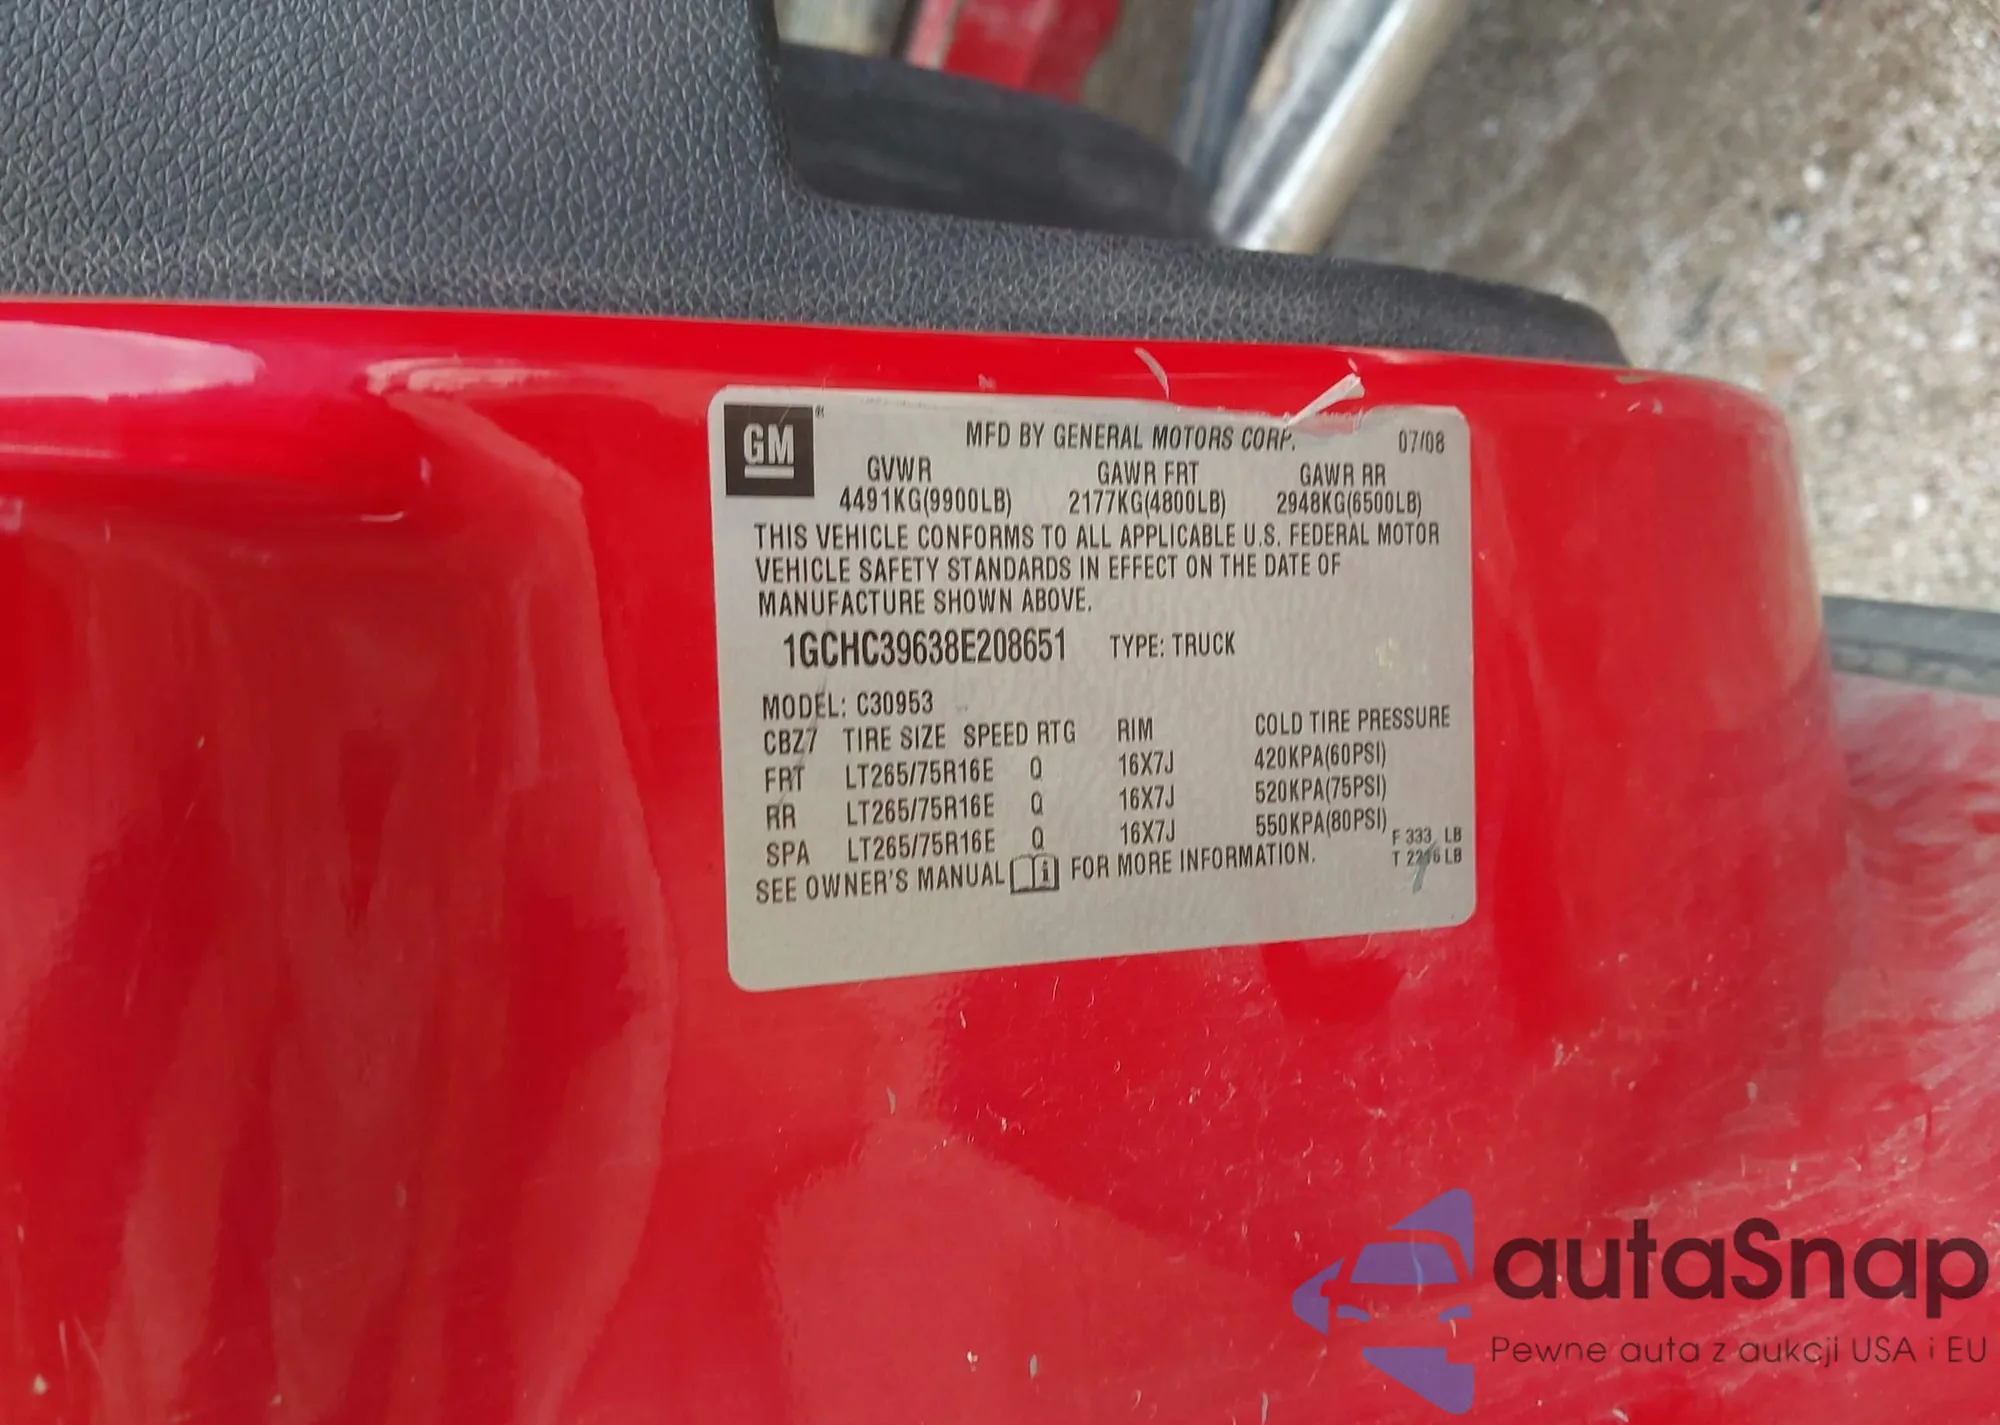 GM®
MFD BY GENERAL MOTORS CORP. 07/08
GVWR GAWR FRT GAWR RR
4491KG(9900LB) 2177KG(4800LB) 2948KG(6500LB)
THIS VEHICLE CONFORMS TO ALL APPLICABLE U.S. FEDERAL MOTOR
VEHICLE SAFETY STANDARDS IN EFFECT ON THE DATE OF
MANUFACTURE SHOWN ABOVE.
1GCHC39638E208651 TYPE: TRUCK
MODEL: C30953
CBZ7 TIRE SIZE SPEED RTG RIM COLD TIRE PRESSURE
FRT LT265/75R16E Q 16X7J 420KPA(60PSI)
RR LT265/75R16E Q 16X7J 520KPA(75PSI)
SPA LT265/75R16E Q 16X7J 550KPA(80PSI)
F 333 LB
SEE OWNER'S MANUAL FOR MORE INFORMATION.
T LB
autaSnap
Pewne auta z aukcji USA i EU